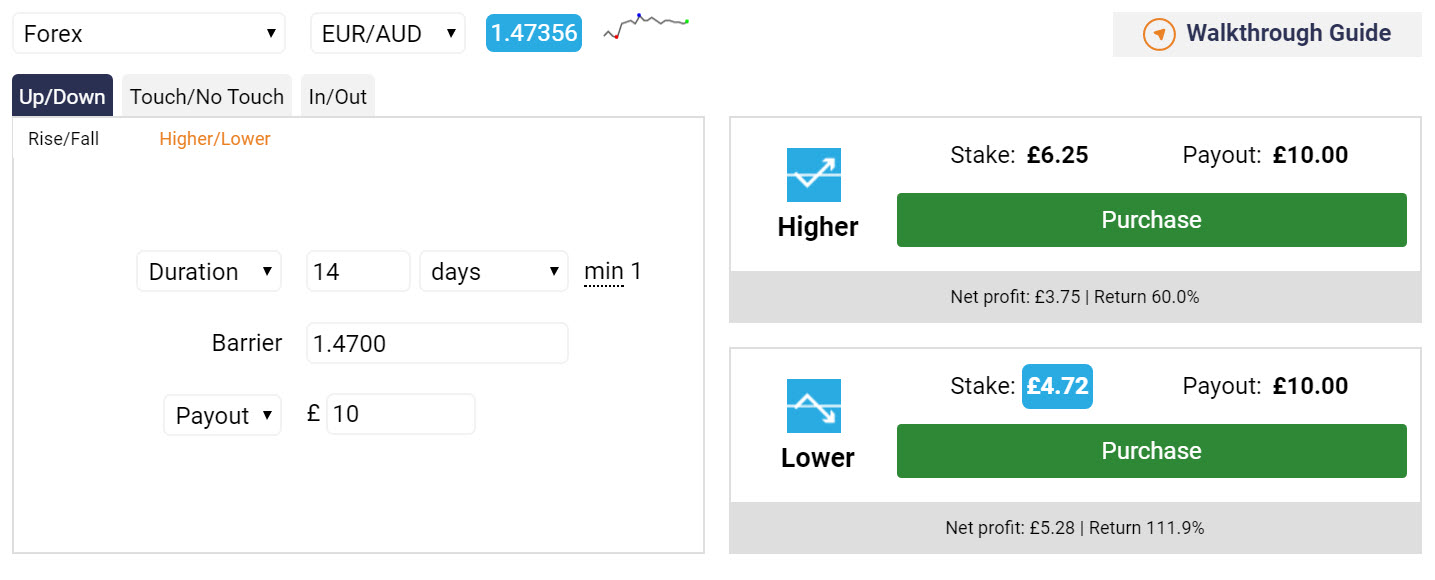 Forex EUR/AUD 1.47356 Walkthrough Guide
Up/Down Touch/No Touch In/Out
Rise/Fall Higher/Lower
Duration 14 days min 1
Barrier 1.4700
Payout £ 10
Stake: £6.25 Payout: £10.00
Higher Purchase
Net profit: £3.75 | Return 60.0%
Stake: £4.72 Payout: £10.00
Lower Purchase
Net profit: £5.28 | Return 111.9%